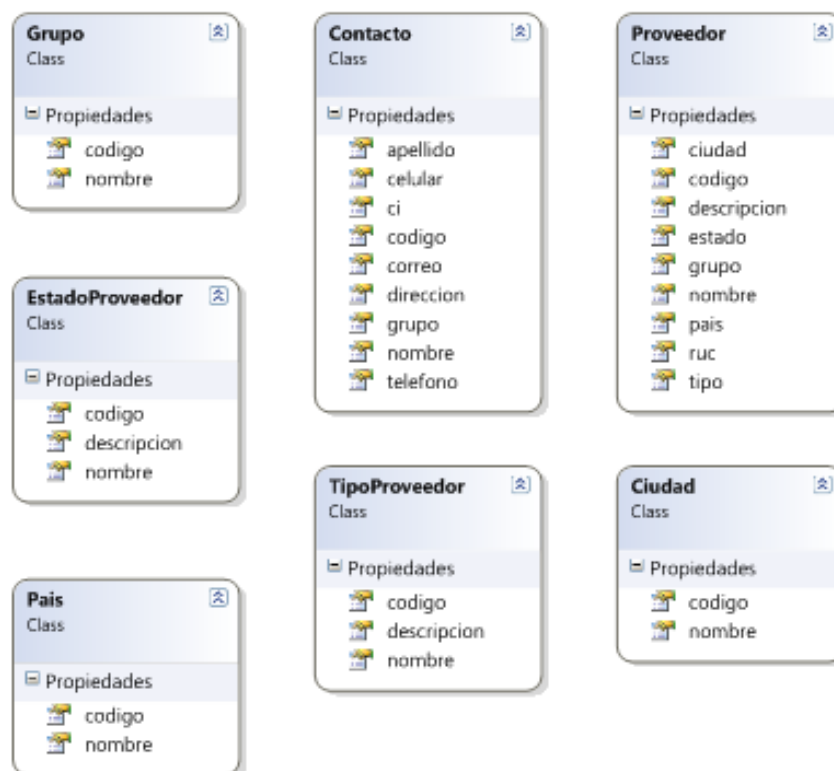 Grupo
Class
Propiedades
codigo
nombre
EstadoProveedor
Class
Propiedades
codigo
descripcion
nombre
Pais
Class
Propiedades
codigo
nombre
Contacto
Class
Propiedades
apellido
celular
ci
codigo
correo
direccion
grupo
nombre
telefono
TipoProveedor
Class
Propiedades
codigo
descripcion
nombre
Proveedor
Class
Propiedades
ciudad
codigo
descripcion
estado
grupo
nombre
pais
ruc
tipo
Ciudad
Class
Propiedades
codigo
nombre